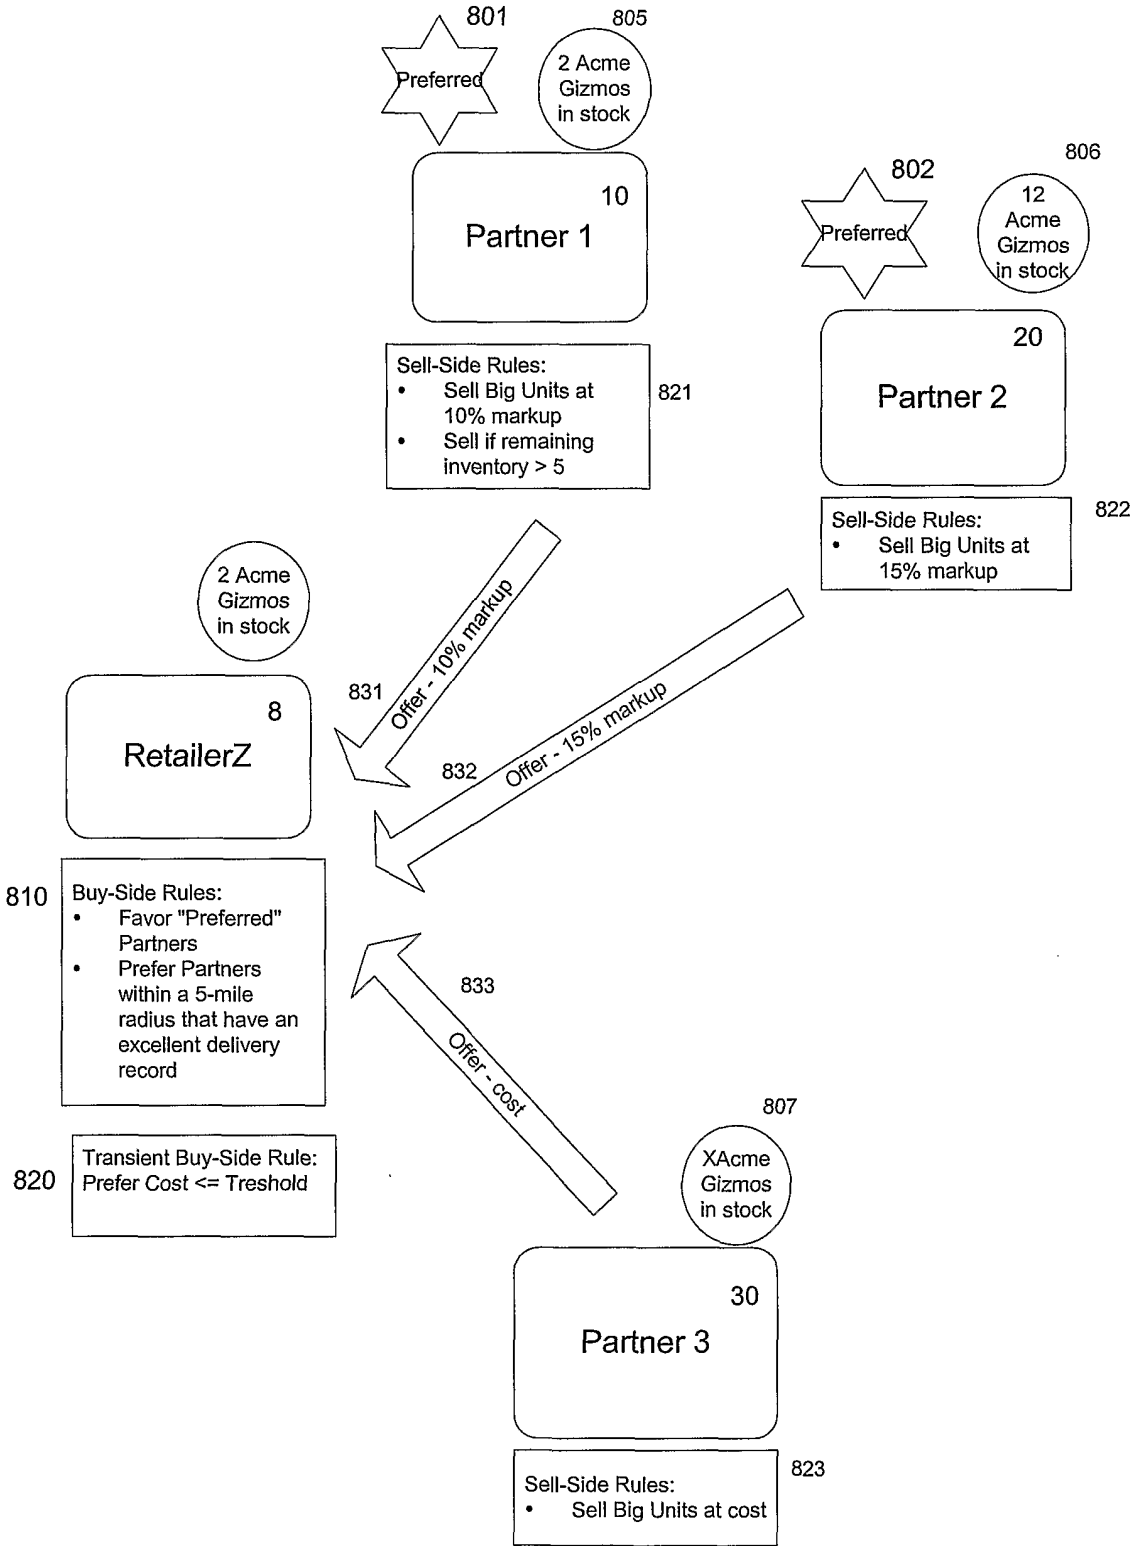 801
805
Preferred
2 Acme
Gizmos
in stock
10
Partner 1
806
802
Preferred
12
Acme
Gizmos
in stock
20
Partner 2
Sell-Side Rules:
• Sell Big Units at
10% markup
• Sell if remaining
inventory > 5
821
Sell-Side Rules:
• Sell Big Units at
15% markup
822
2 Acme
Gizmos
in stock
8
RetailerZ
831
Offer - 10% markup
832
Offer - 15% markup
810
Buy-Side Rules:
• Favor "Preferred"
Partners
• Prefer Partners
within a 5-mile
radius that have an
excellent delivery
record
833
Offer - cost
820
Transient Buy-Side Rule:
Prefer Cost <= Treshold
807
XAcme
Gizmos
in stock
30
Partner 3
823
Sell-Side Rules:
• Sell Big Units at cost